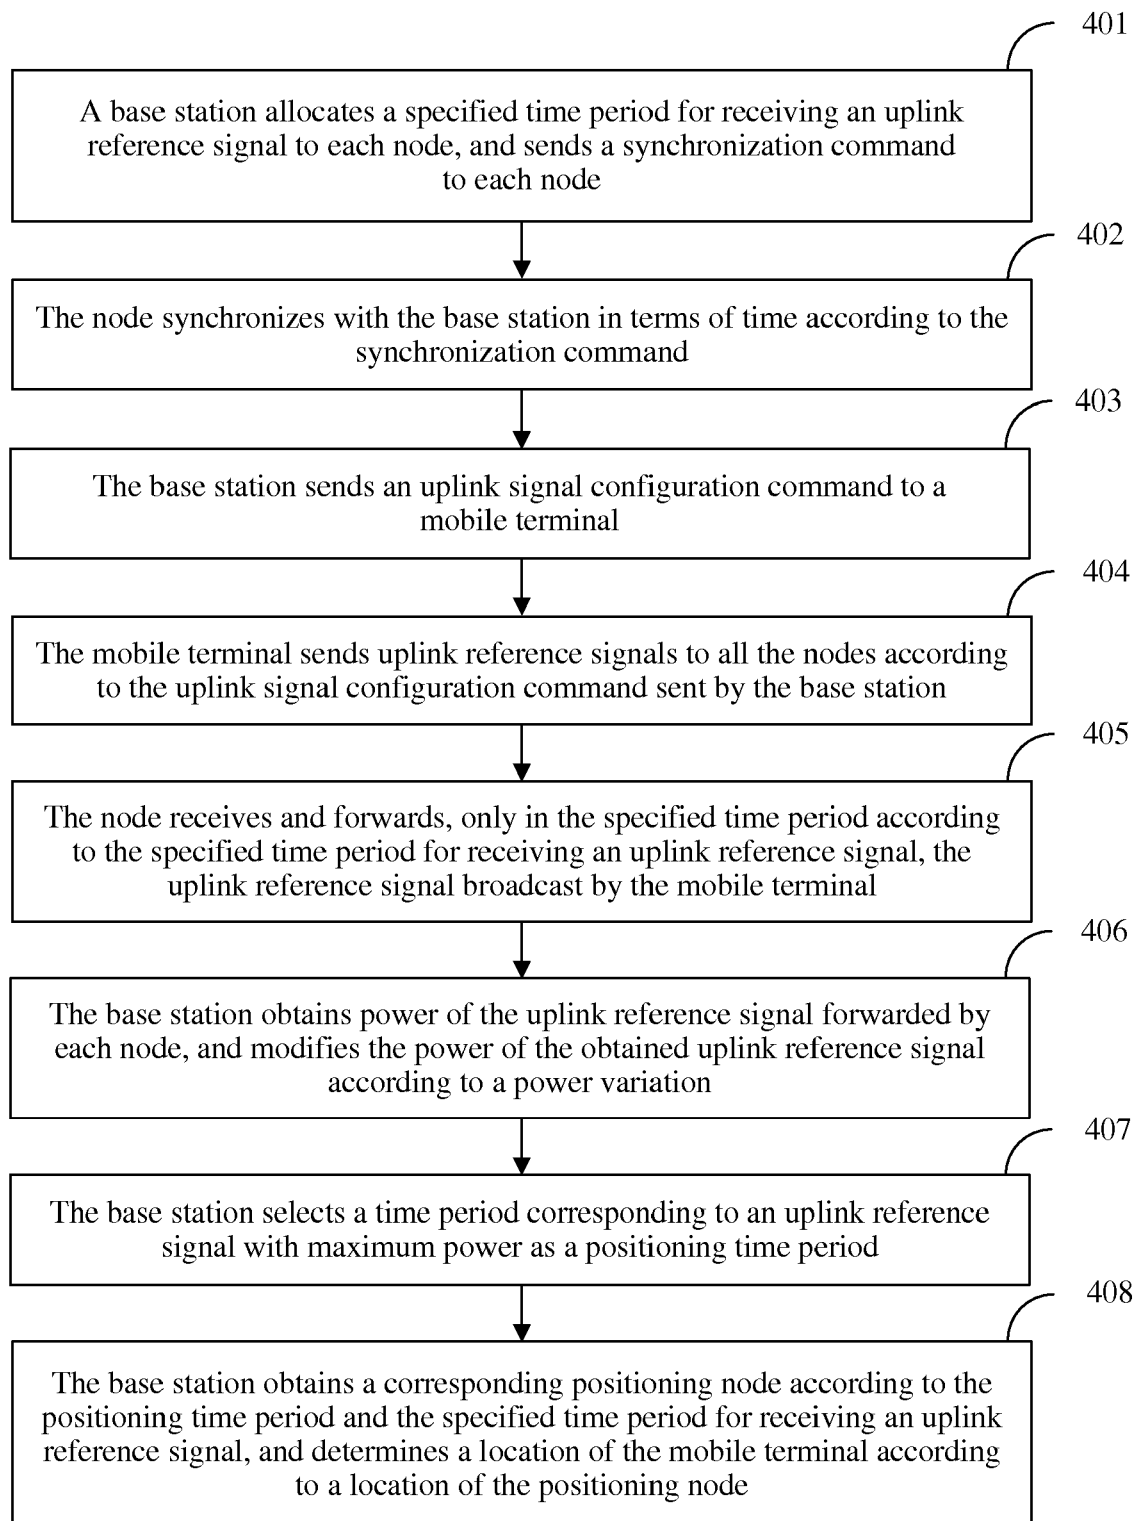 401
A base station allocates a specified time period for receiving an uplink
reference signal to each node, and sends a synchronization command
to each node
402
The node synchronizes with the base station in terms of time according to the
synchronization command
403
The base station sends an uplink signal configuration command to a
mobile terminal
404
The mobile terminal sends uplink reference signals to all the nodes according
to the uplink signal configuration command sent by the base station
405
The node receives and forwards, only in the specified time period according
to the specified time period for receiving an uplink reference signal, the
uplink reference signal broadcast by the mobile terminal
406
The base station obtains power of the uplink reference signal forwarded by
each node, and modifies the power of the obtained uplink reference signal
according to a power variation
407
The base station selects a time period corresponding to an uplink reference
signal with maximum power as a positioning time period
408
The base station obtains a corresponding positioning node according to the
positioning time period and the specified time period for receiving an uplink
reference signal, and determines a location of the mobile terminal according
to a location of the positioning node